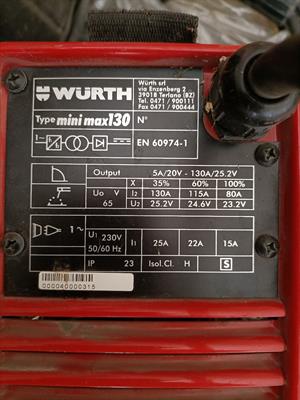 WÜRTH
Würth srl
via Enzenberg 2
39018 Terlano (BZ)
Tel. 0471 / 900111
Fax 0471 / 900444
Type mini max130 N°
1~ EN 60974-1
Output 5A/20V - 130A/25.2V
X 35% 60% 100%
Uo V 65 I2 130A 115A 80A
U2 25.2V 24.6V 23.2V
1~ U1 230V 50/60 Hz I1 25A 22A 15A
IP 23 Isol.Cl. H S
000040000315